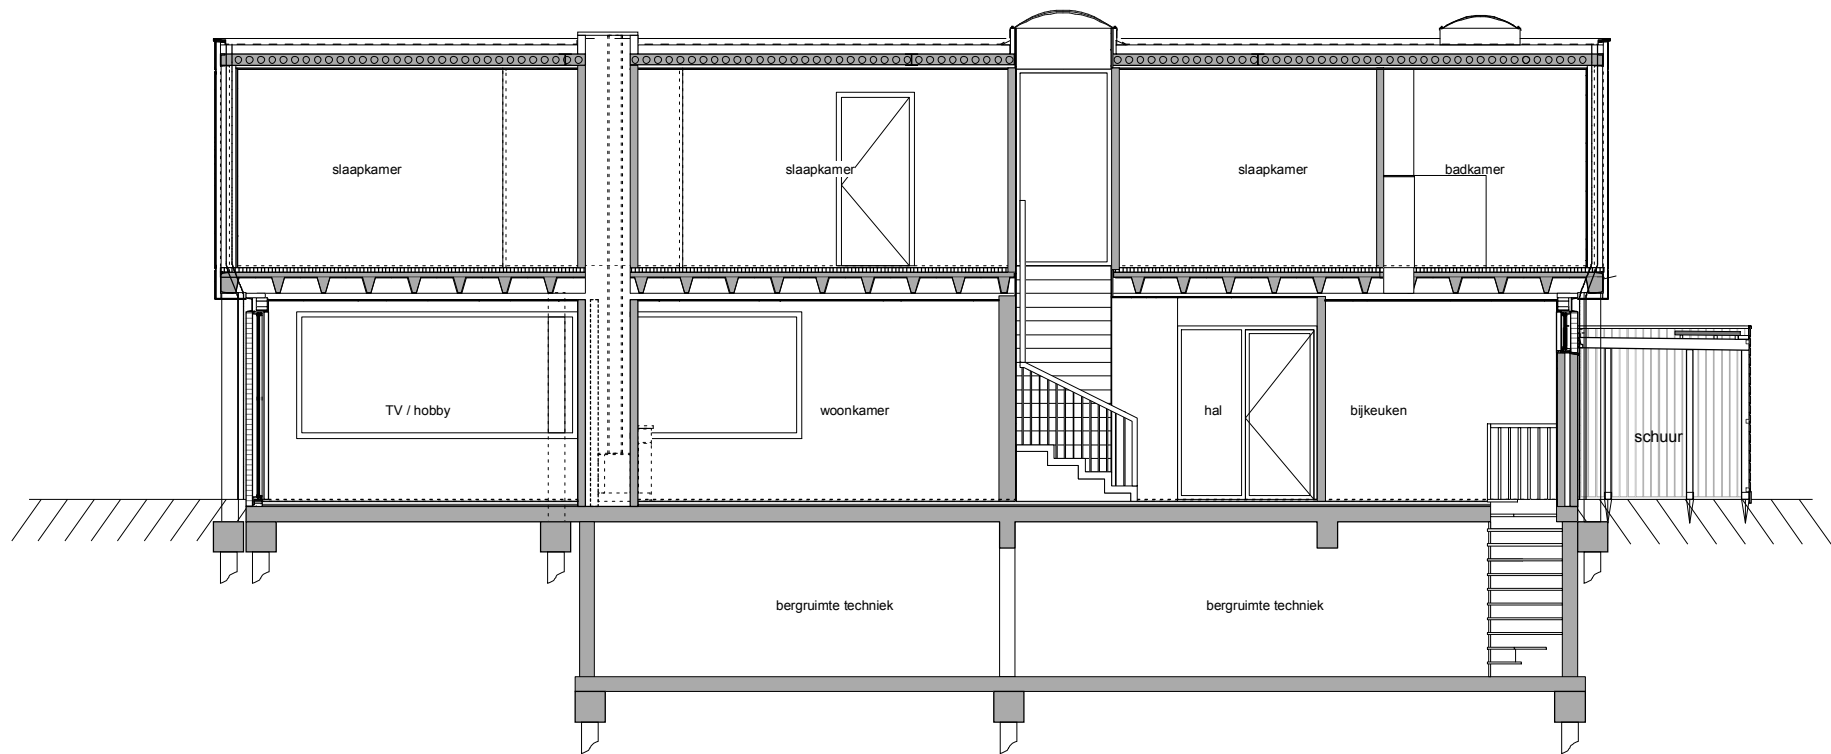 slaapkamer
slaapkamer
slaapkamer
badkamer
TV / hobby
woonkamer
hal
bijkeuken
schuur
bergruimte techniek
bergruimte techniek